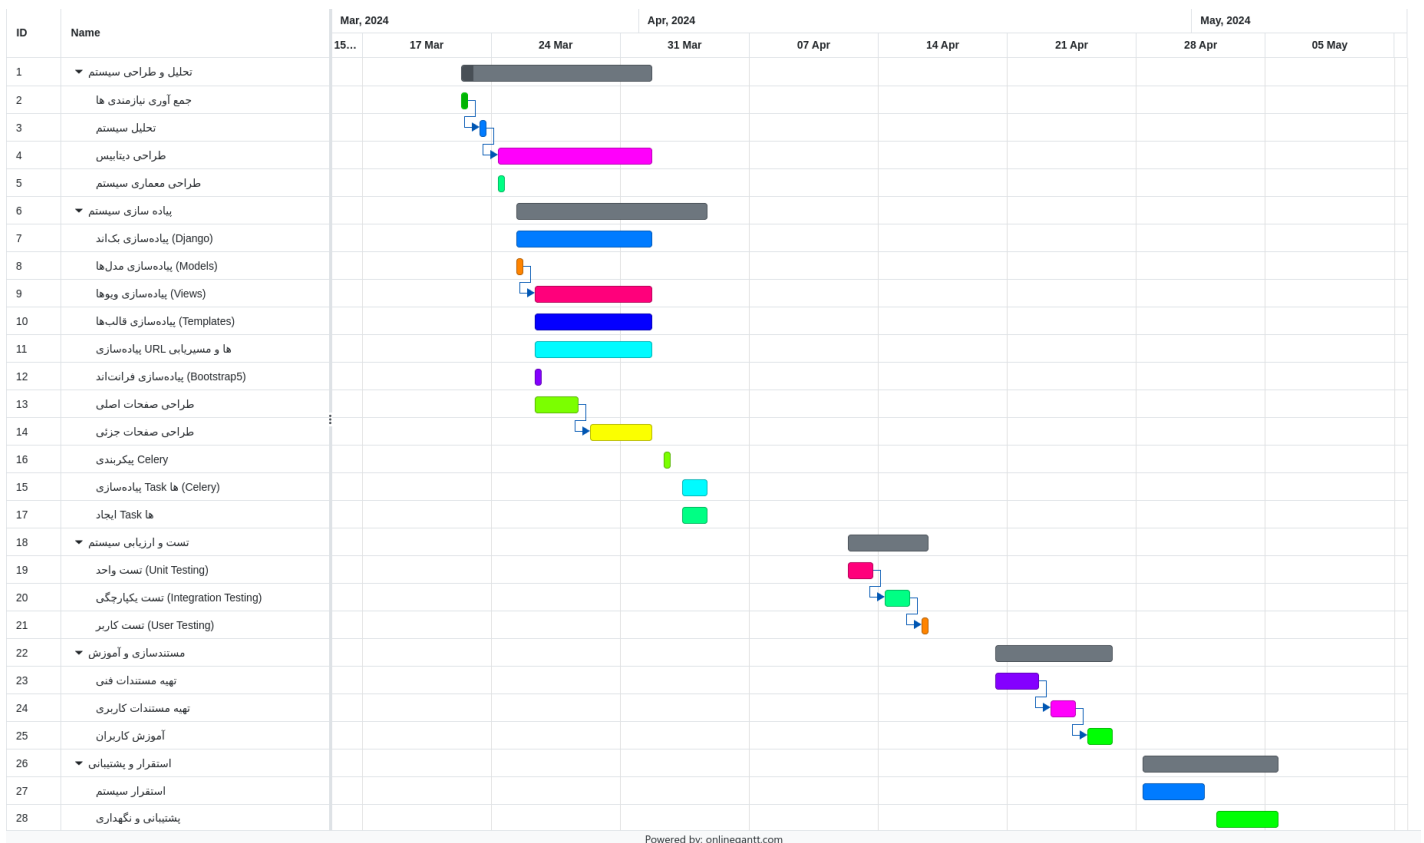 ID Name Mar, 2024 Apr, 2024 May, 2024
15... 17 Mar 24 Mar 31 Mar 07 Apr 14 Apr 21 Apr 28 Apr 05 May
1 تحلیل و طراحی سیستم
2 جمع آوری نیازمندی ها
3 تحلیل سیستم
4 طراحی دیتابیس
5 طراحی معماری سیستم
6 پیاده سازی سیستم
7 پیاده‌سازی بک‌اند (Django)
8 پیاده‌سازی مدل‌ها (Models)
9 پیاده‌سازی ویوها (Views)
10 پیاده‌سازی قالب‌ها (Templates)
11 پیاده‌سازی URL ها و مسیریابی
12 پیاده‌سازی فرانت‌اند (Bootstrap5)
13 طراحی صفحات اصلی
14 طراحی صفحات جزئی
16 پیکربندی Celery
15 پیاده‌سازی Task ها (Celery)
17 ایجاد Task ها
18 تست و ارزیابی سیستم
19 تست واحد (Unit Testing)
20 تست یکپارچگی (Integration Testing)
21 تست کاربر (User Testing)
22 مستندسازی و آموزش
23 تهیه مستندات فنی
24 تهیه مستندات کاربری
25 آموزش کاربران
26 استقرار و پشتیبانی
27 استقرار سیستم
28 پشتیبانی و نگهداری
Powered by: onlinegantt.com